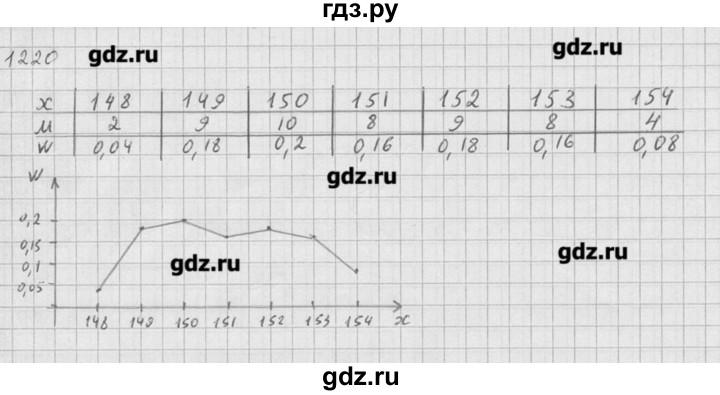 гдз.ру
1220 gdz.ru gdz.ru
x 148 149 150 151 152 153 154
M 2 9 10 8 9 8 4
W 0,04 0,18 0,2 0,16 0,18 0,16 0,08
W gdz.ru
0,2
0,15
0,1 gdz.ru gdz.ru
0,05
148 149 150 151 152 153 154 x
gdz.ru